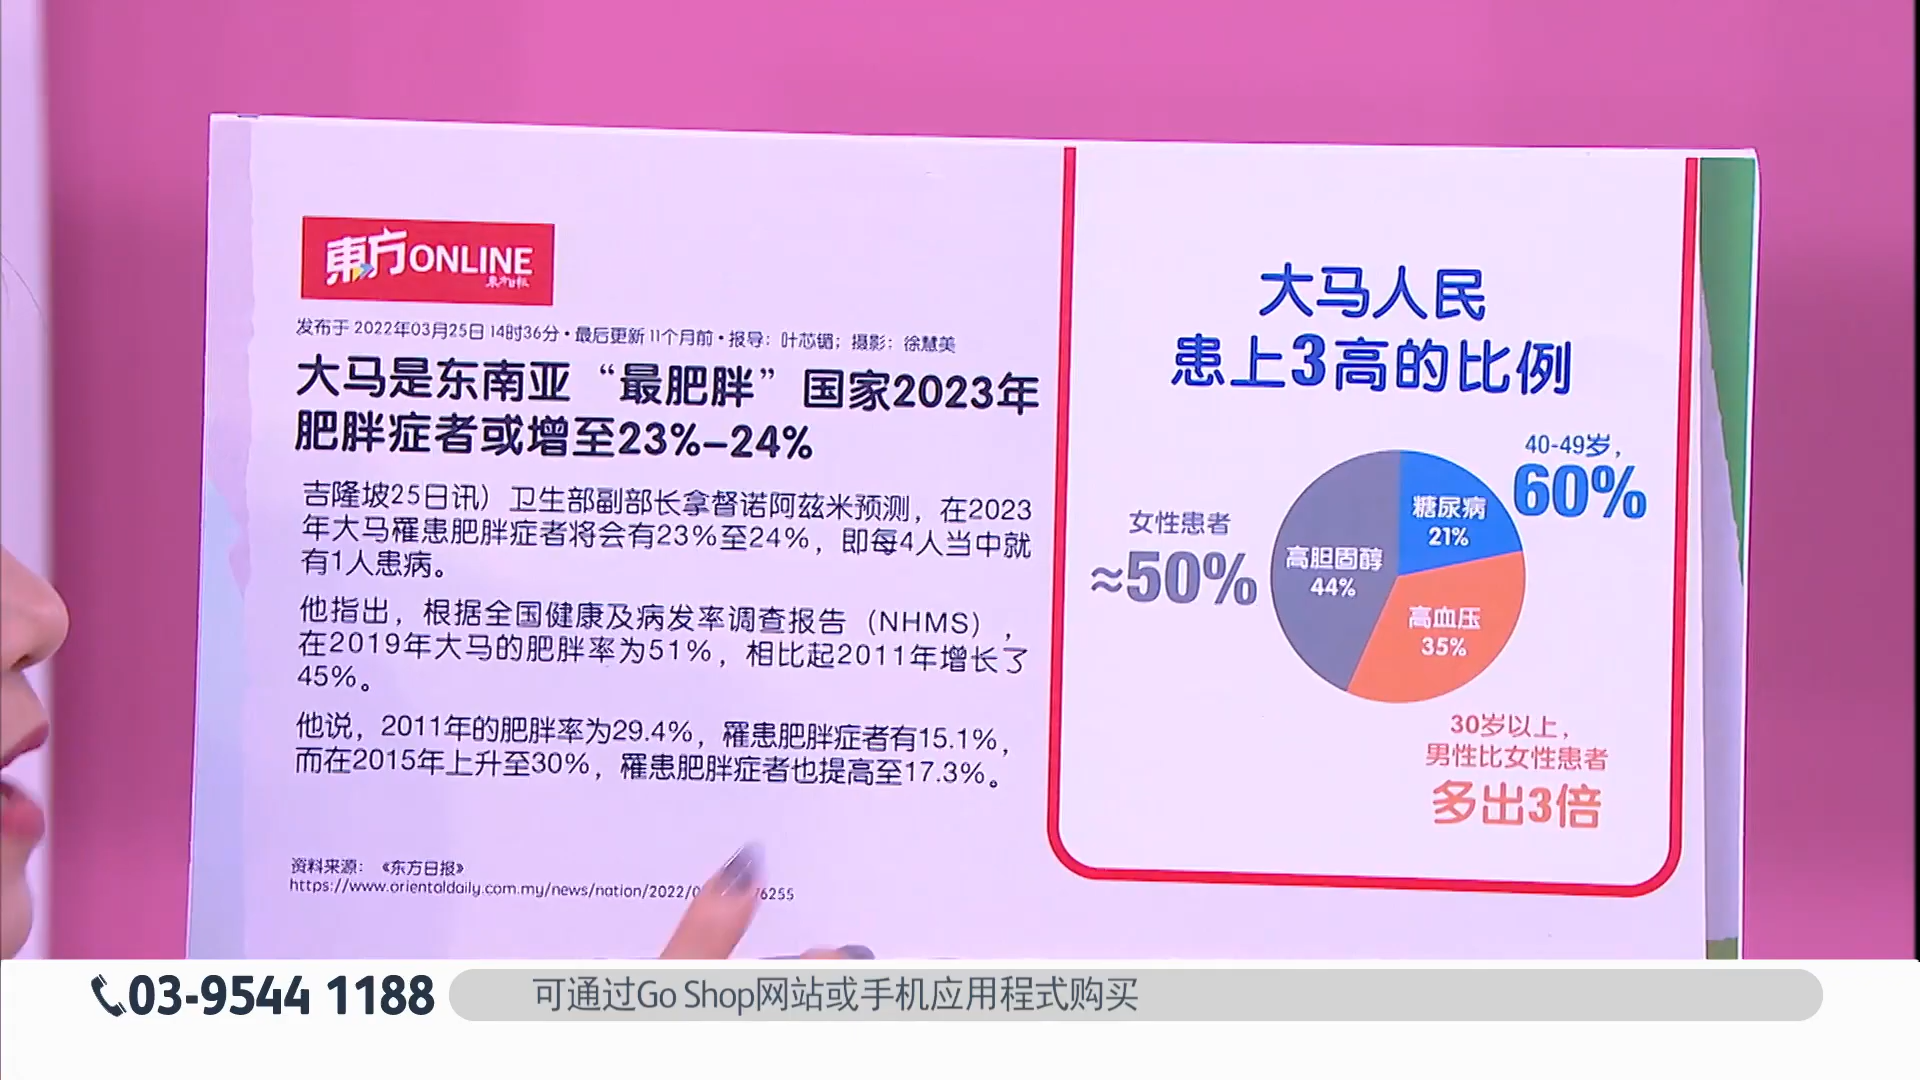 東方ONLINE
東方日報
发布于 2022年03月25日 14时36分•最后更新 11个月前•报导：叶芯镅；摄影：徐慧美
大马是东南亚“最肥胖”国家2023年
肥胖症者或增至23%–24%
吉隆坡25日讯）卫生部副部长拿督诺阿兹米预测，在2023
年大马罹患肥胖症者将会有23%至24%，即每4人当中就
有1人患病。
他指出，根据全国健康及病发率调查报告（NHMS），
在2019年大马的肥胖率为51%，相比起2011年增长了
45%。
他说，2011年的肥胖率为29.4%，罹患肥胖症者有15.1%，
而在2015年上升至30%，罹患肥胖症者也提高至17.3%。
资料来源：《东方日报》
https://www.orientaldaily.com.my/news/nation/2022/0 6255
大马人民
患上3高的比例
40-49岁，
60%
糖尿病
21%
女性患者
≈50%
高胆固醇
44%
高血压
35%
30岁以上，
男性比女性患者
多出3倍
03-9544 1188
可通过Go Shop网站或手机应用程式购买